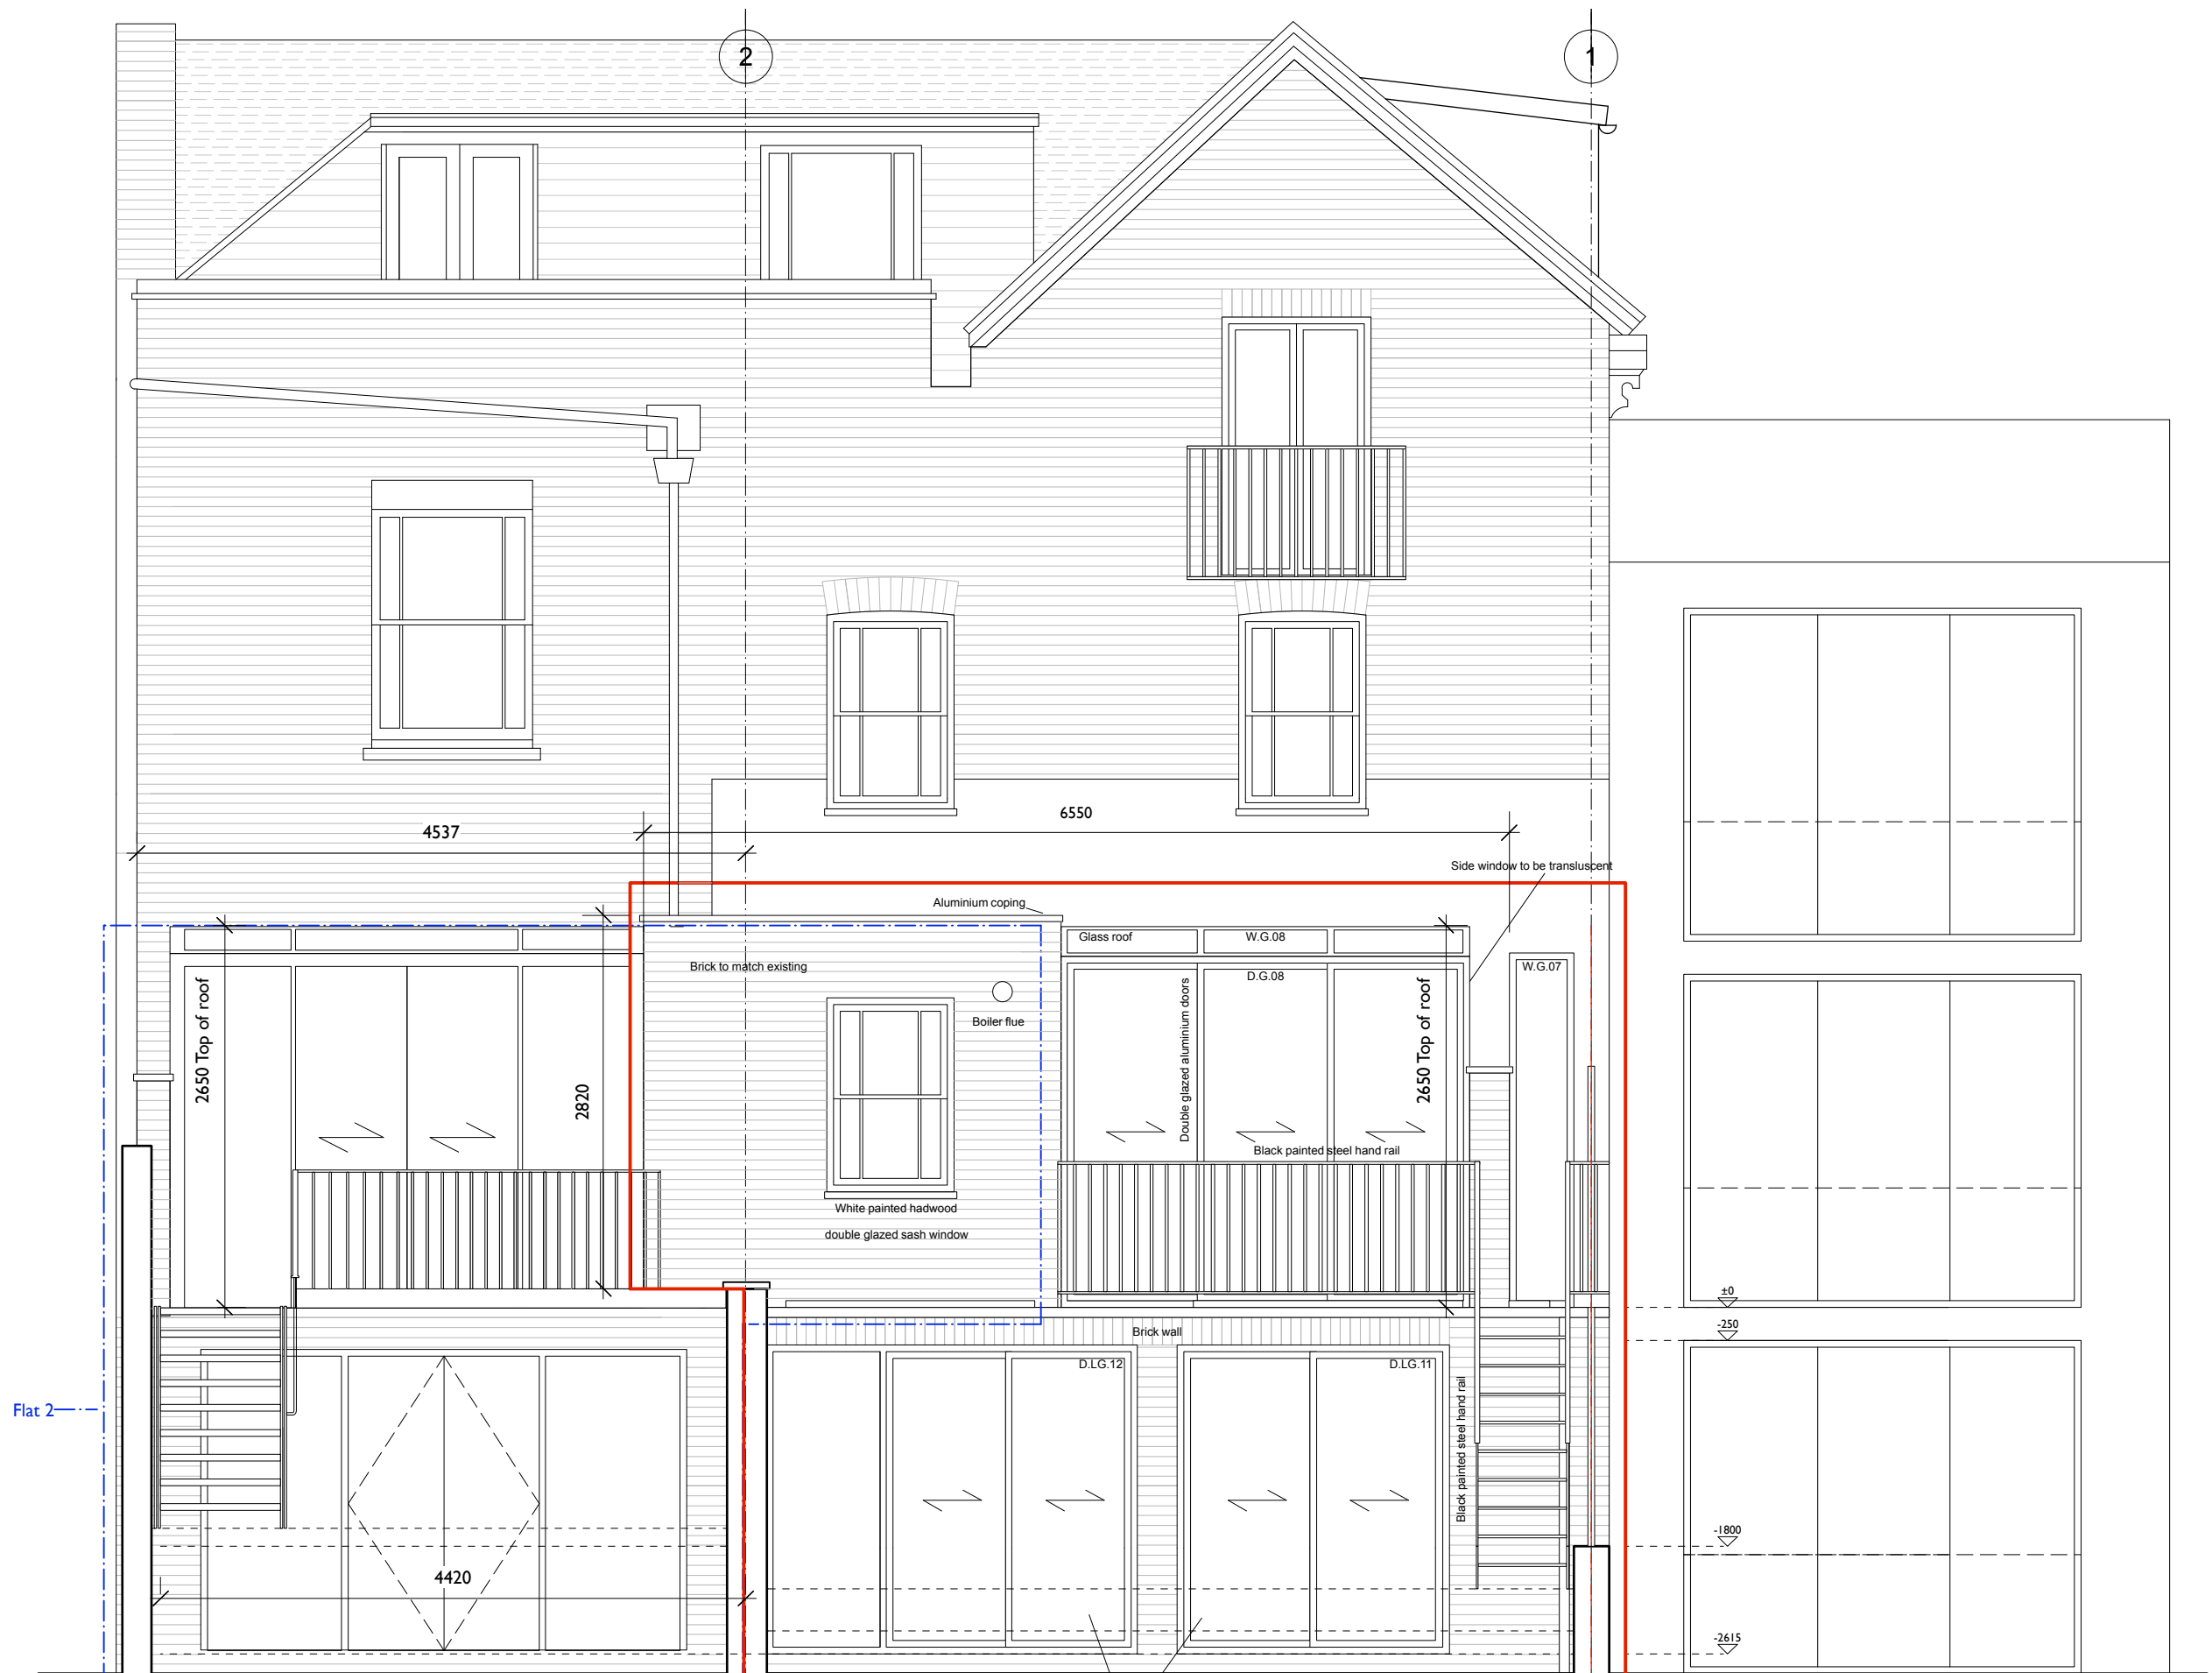 2
1
6550
4537
Side window to be transluscent
Aluminium coping
Glass roof
W.G.08
Brick to match existing
W.G.07
D.G.08
2650 Top of roof
Double glazed aluminium doors
2650 Top of roof
Boiler flue
2820
Black painted steel hand rail
White painted hadwood
double glazed sash window
±0
-250
Brick wall
D.LG.12
D.LG.11
Flat 2
Black painted steel hand rail
-1800
4420
-2615